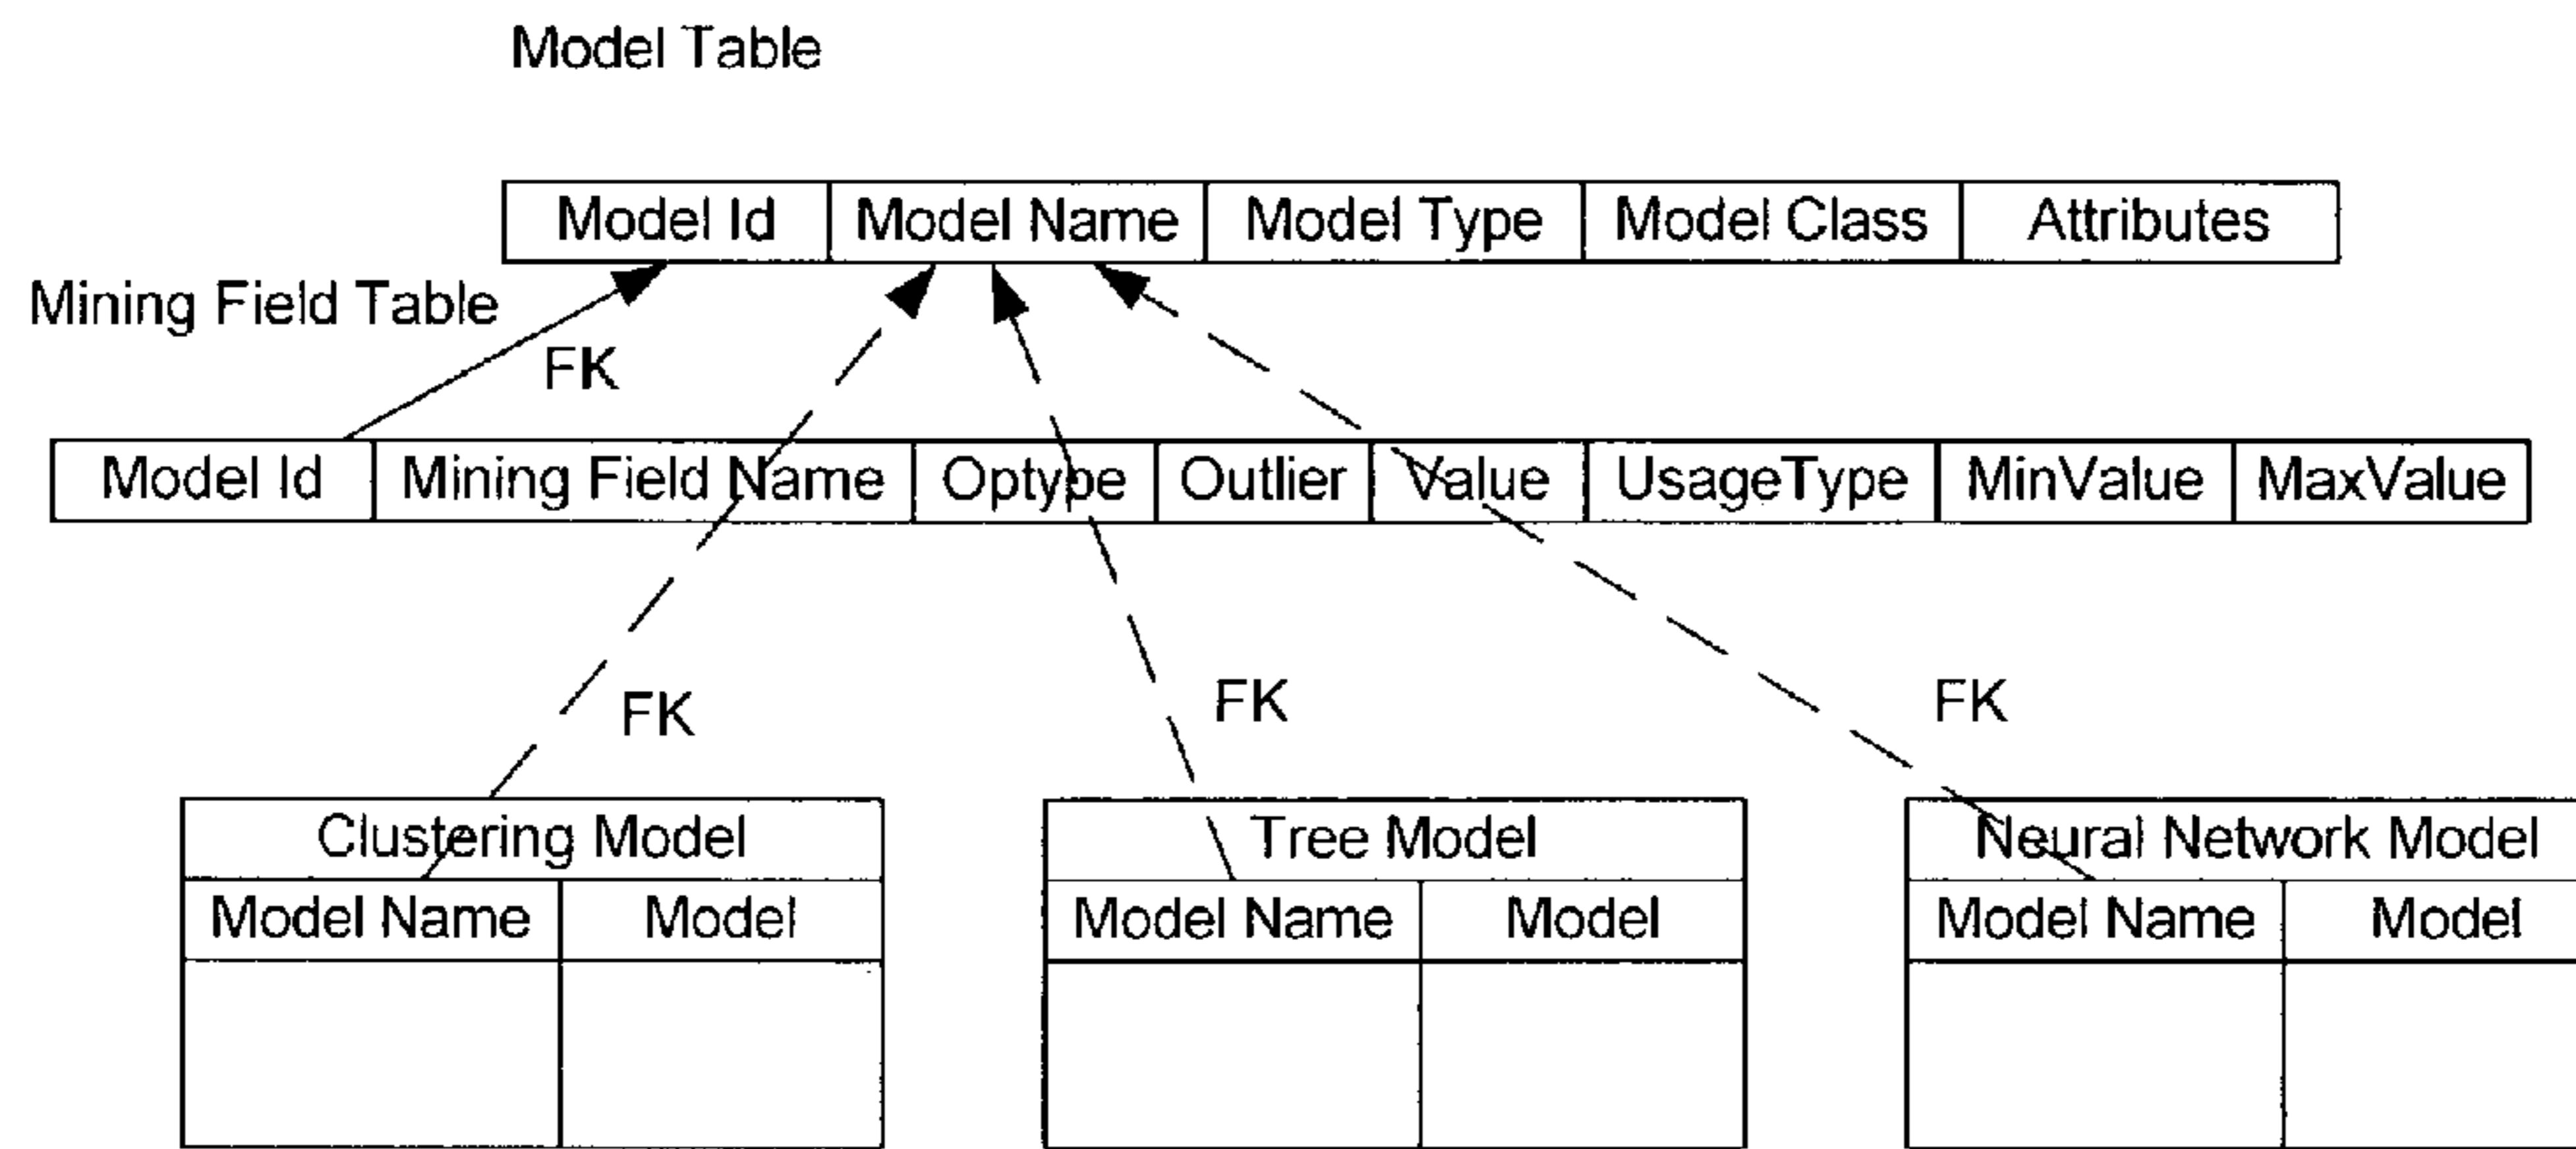 Model Table
Model Id Model Name Model Type Model Class Attributes
Mining Field Table
FK
Model Id Mining Field Name Optype Outlier Value UsageType MinValue MaxValue
FK FK FK
Clustering Model Tree Model Neural Network Model
Model Name Model Model Name Model Model Name Model